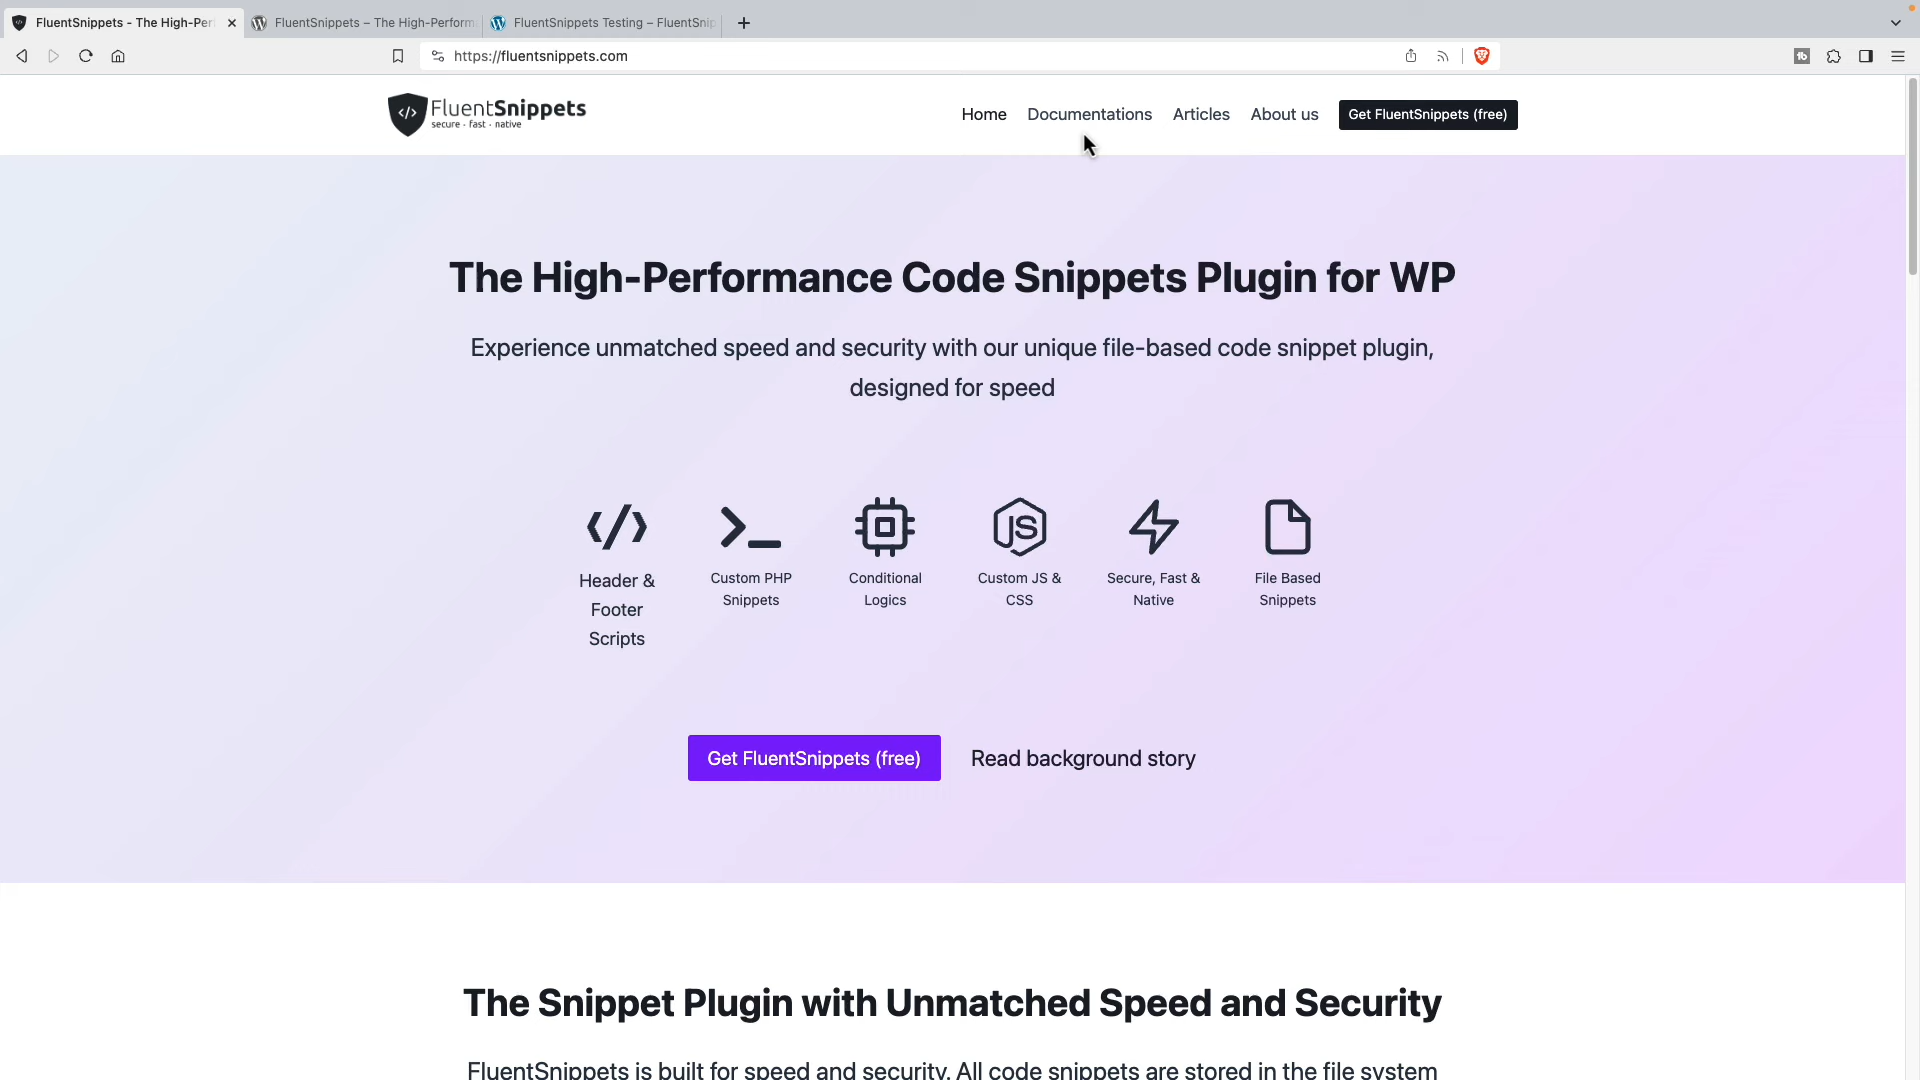 FluentSnippets - The High-Per
FluentSnippets – The High-Perform
FluentSnippets Testing – FluentSnip
https://fluentsnippets.com
FluentSnippets
secure - fast - native
Home
Documentations
Articles
About us
Get FluentSnippets (free)
The High-Performance Code Snippets Plugin for WP
Experience unmatched speed and security with our unique file-based code snippet plugin,
designed for speed
Header &
Footer
Scripts
Custom PHP
Snippets
Conditional
Logics
JS
Custom JS &
CSS
Secure, Fast &
Native
File Based
Snippets
Get FluentSnippets (free)
Read background story
The Snippet Plugin with Unmatched Speed and Security
FluentSnippets is built for speed and security. All code snippets are stored in the file system